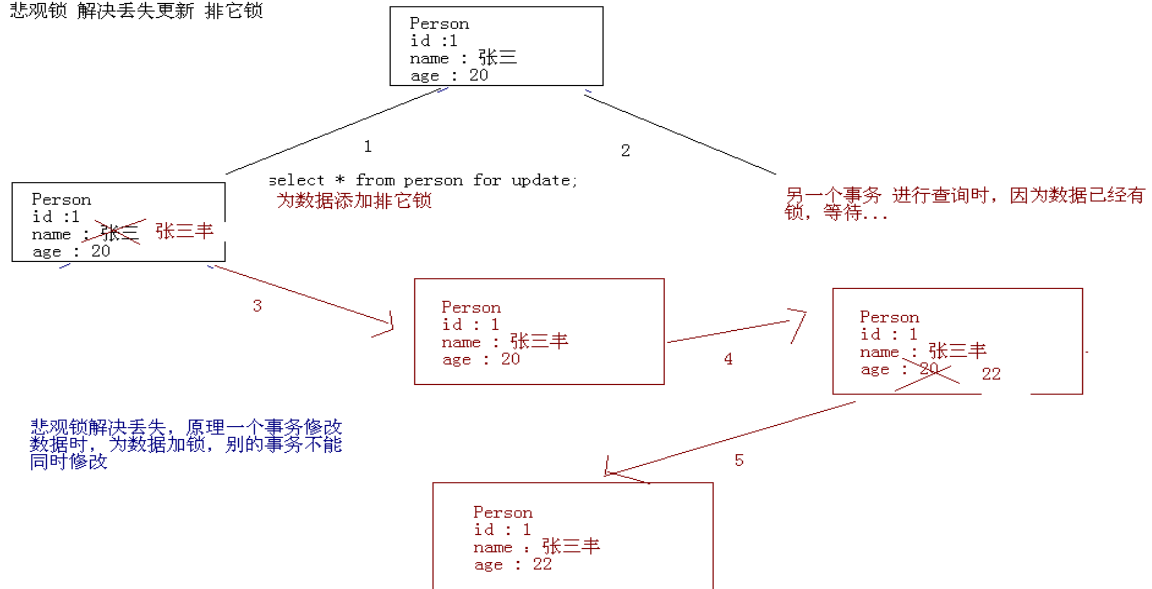 悲观锁 解决丢失更新 排它锁
Person
id :1
name : 张三
age : 20
1
2
select * from person for update;
为数据添加排它锁
另一个事务 进行查询时，因为数据已经有
锁，等待...
Person
id :1
name : 张三 张三丰
age : 20
3
Person
id : 1
name : 张三丰
age : 20
4
Person
id : 1
name : 张三丰
age : 20 22
悲观锁解决丢失，原理一个事务修改
数据时，为数据加锁，别的事务不能
同时修改
5
Person
id : 1
name : 张三丰
age : 22